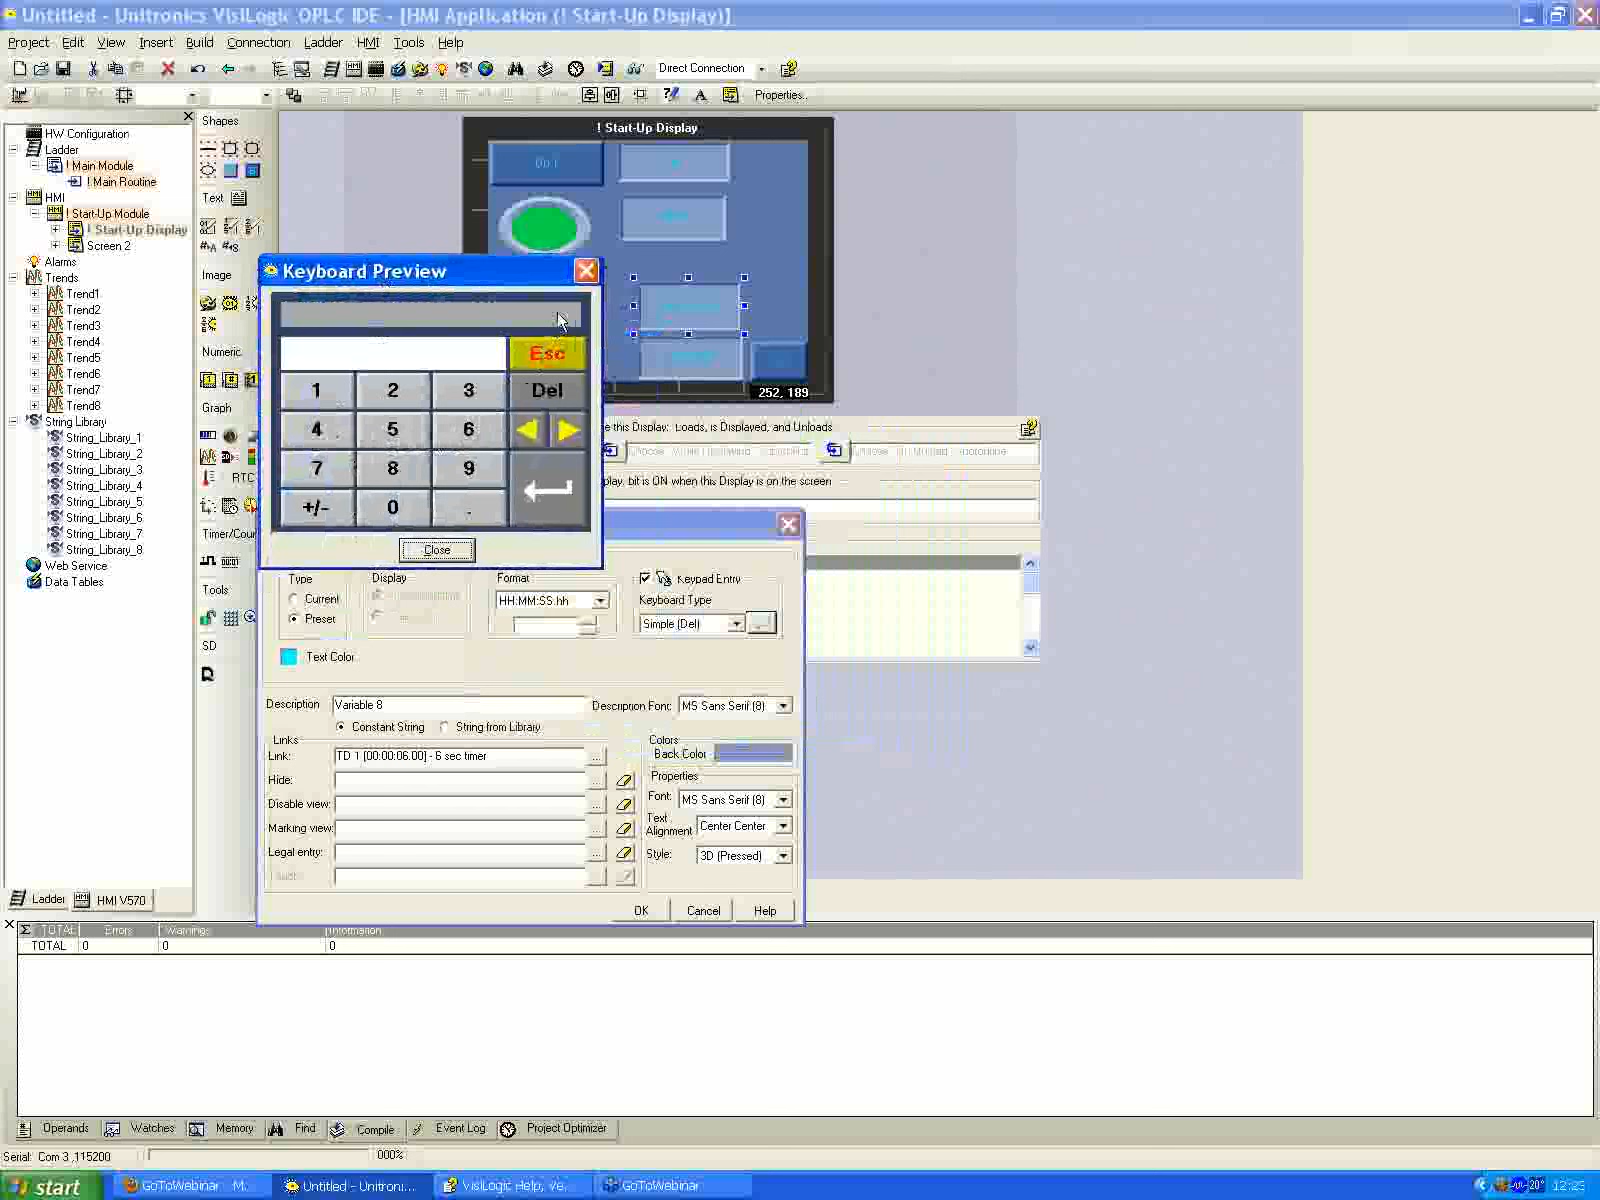 Untitled - Unitronics VisiLogic OPLC IDE - [HMI Application (! Start-Up Display)]
Project Edit View Insert Build Connection Ladder HMI Tools Help
Direct Connection
Properties..
HW Configuration
Ladder
! Main Module
! Main Routine
HMI
! Start-Up Module
! Start-Up Display
Screen 2
Alarms
Trends
Trend1
Trend2
Trend3
Trend4
Trend5
Trend6
Trend7
Trend8
String Library
String_Library_1
String_Library_2
String_Library_3
String_Library_4
String_Library_5
String_Library_6
String_Library_7
String_Library_8
Web Service
Data Tables
Ladder HMI V570
Shapes
Text
Image
Numeric
Graph
RTC
Timer/Cour
Tools
SD
! Start-Up Display
252, 189
e this Display: Loads, is Displayed, and Unloads
play, bit is ON when this Display is on the screen
Keyboard Preview
Esc
1 2 3 Del
4 5 6
7 8 9
+/- 0 .
Close
Type
Current
Preset
Display
Format
HH:MM:SS.hh
Keypad Entry
Keyboard Type
Simple (Del)
Text Color
Description Variable 8
Description Font: MS Sans Serif (8)
Constant String String from Library
Links
Link: TD 1 [00:00:06.00] - 6 sec timer
Hide:
Disable view:
Marking view:
Legal entry:
Colors
Back Color
Properties
Font: MS Sans Serif (8)
Text Alignment Center Center
Style: 3D (Pressed)
OK Cancel Help
Σ TOTAL Errors Warnings Information
TOTAL 0 0 0
Operands Watches Memory Find Compile Event Log Project Optimizer
Serial: Com 3 ,115200 000%
start GoToWebinar M. Untitled - Unitroni... VisiLogic Help, Ve. GoToWebinar 20° 12:25